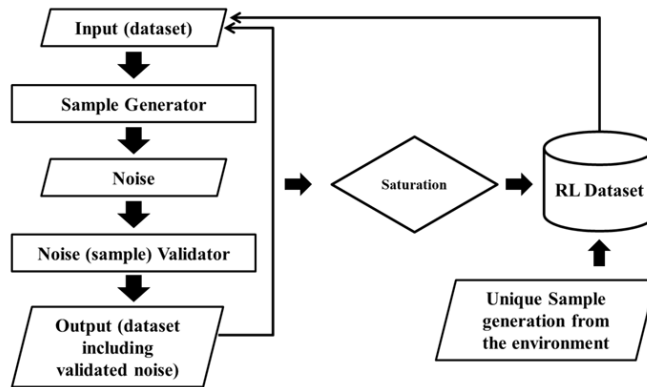 Input (dataset)
Sample Generator
Noise
Noise (sample) Validator
Output (dataset
including
validated noise)
Saturation
RL Dataset
Unique Sample
generation from
the environment